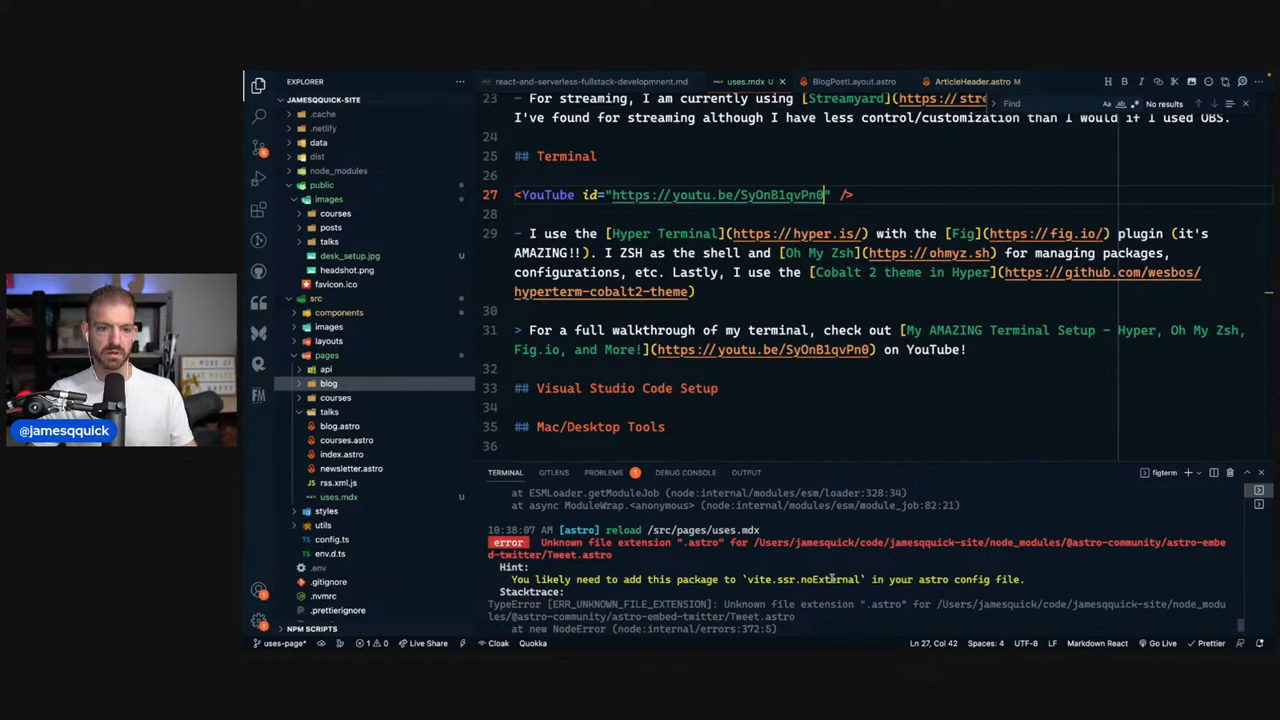 EXPLORER
JAMESQQUICK-SITE
.cache
.netlify
data
dist
node_modules
public
images
courses
posts
talks
desk_setup.jpg U
headshot.png
favicon.ico
src
components
images
layouts
pages
api
blog
courses
talks
blog.astro
courses.astro
index.astro
newsletter.astro
rss.xml.js
uses.mdx U
styles
utils
config.ts
env.d.ts
.env
.gitignore
.nvmrc
.prettierignore
NPM SCRIPTS
react-and-serverless-fullstack-developmnent.md uses.mdx U BlogPostLayout.astro ArticleHeader.astro M
Find Aa ab No results
23 - For streaming, I am currently using [Streamyard](https://stre
I've found for streaming although I have less control/customization than I would if I used OBS.
24
25 ## Terminal
26
27 <YouTube id="https://youtu.be/SyOnB1qvPn0" />
28
29 - I use the [Hyper Terminal](https://hyper.is/) with the [Fig](https://fig.io/) plugin (it's
AMAZING!!). I ZSH as the shell and [Oh My Zsh](https://ohmyz.sh) for managing packages,
configurations, etc. Lastly, I use the [Cobalt 2 theme in Hyper](https://github.com/wesbos/
hyperterm-cobalt2-theme)
30
31 > For a full walkthrough of my terminal, check out [My AMAZING Terminal Setup - Hyper, Oh My Zsh,
Fig.io, and More!](https://youtu.be/SyOnB1qvPn0) on YouTube!
32
33 ## Visual Studio Code Setup
34
35 ## Mac/Desktop Tools
36
TERMINAL GITLENS PROBLEMS 1 DEBUG CONSOLE OUTPUT figterm
at ESMLoader.getModuleJob (node:internal/modules/esm/loader:328:34)
at async ModuleWrap.<anonymous> (node:internal/modules/esm/module_job:82:21)
10:38:07 AM [astro] reload /src/pages/uses.mdx
error Unknown file extension ".astro" for /Users/jamesquick/code/jamesqquick-site/node_modules/@astro-community/astro-embe
d-twitter/Tweet.astro
Hint:
You likely need to add this package to `vite.ssr.noExternal` in your astro config file.
Stacktrace:
TypeError [ERR_UNKNOWN_FILE_EXTENSION]: Unknown file extension ".astro" for /Users/jamesquick/code/jamesqquick-site/node_modu
les/@astro-community/astro-embed-twitter/Tweet.astro
at new NodeError (node:internal/errors:372:5)
uses-page* 1 0 Live Share Cloak Quokka Ln 27, Col 42 Spaces: 4 UTF-8 LF Markdown React Go Live Prettier
@jamesqquick
FM